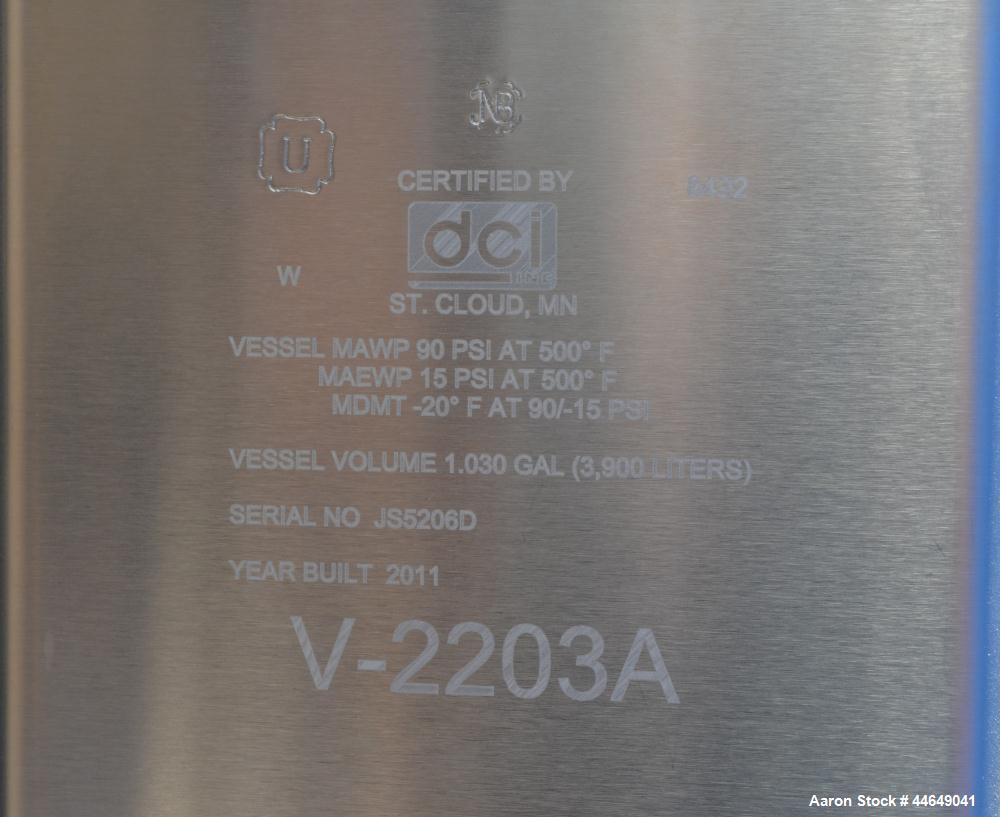 NB
U
CERTIFIED BY
dci
INC
W
ST. CLOUD, MN
VESSEL MAWP 90 PSI AT 500° F
MAEWP 15 PSI AT 500° F
MDMT -20° F AT 90/-15 PSI
VESSEL VOLUME 1.030 GAL (3,900 LITERS)
SERIAL NO JS5206D
YEAR BUILT 2011
V-2203A
Aaron Stock # 44649041